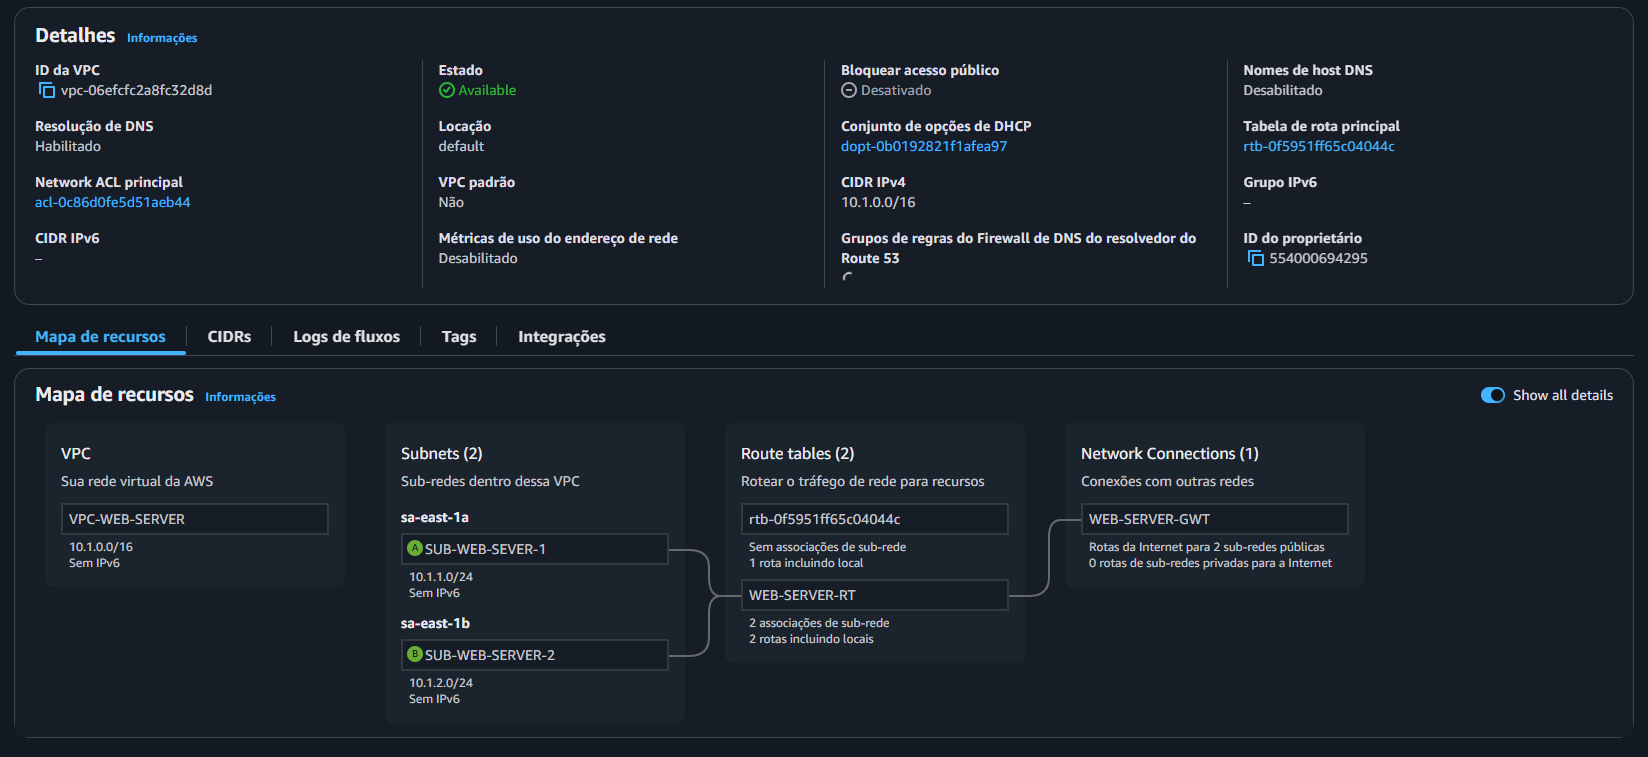 Detalhes Informações
ID da VPC
vpc-06efcfc2a8fc32d8d
Estado
Available
Bloquear acesso público
Desativado
Nomes de host DNS
Desabilitado
Resolução de DNS
Habilitado
Locação
default
Conjunto de opções de DHCP
dopt-0b0192821f1afea97
Tabela de rota principal
rtb-0f5951ff65c04044c
Network ACL principal
acl-0c86d0fe5d51aeb44
VPC padrão
Não
CIDR IPv4
10.1.0.0/16
Grupo IPv6
–
CIDR IPv6
–
Métricas de uso do endereço de rede
Desabilitado
Grupos de regras do Firewall de DNS do resolvedor do
Route 53
ID do proprietário
554000694295
Mapa de recursos
CIDRs
Logs de fluxos
Tags
Integrações
Mapa de recursos Informações
Show all details
VPC
Sua rede virtual da AWS
VPC-WEB-SERVER
10.1.0.0/16
Sem IPv6
Subnets (2)
Sub-redes dentro dessa VPC
sa-east-1a
A SUB-WEB-SEVER-1
10.1.1.0/24
Sem IPv6
sa-east-1b
B SUB-WEB-SERVER-2
10.1.2.0/24
Sem IPv6
Route tables (2)
Rotear o tráfego de rede para recursos
rtb-0f5951ff65c04044c
Sem associações de sub-rede
1 rota incluindo local
WEB-SERVER-RT
2 associações de sub-rede
2 rotas incluindo locais
Network Connections (1)
Conexões com outras redes
WEB-SERVER-GWT
Rotas da Internet para 2 sub-redes públicas
0 rotas de sub-redes privadas para a Internet